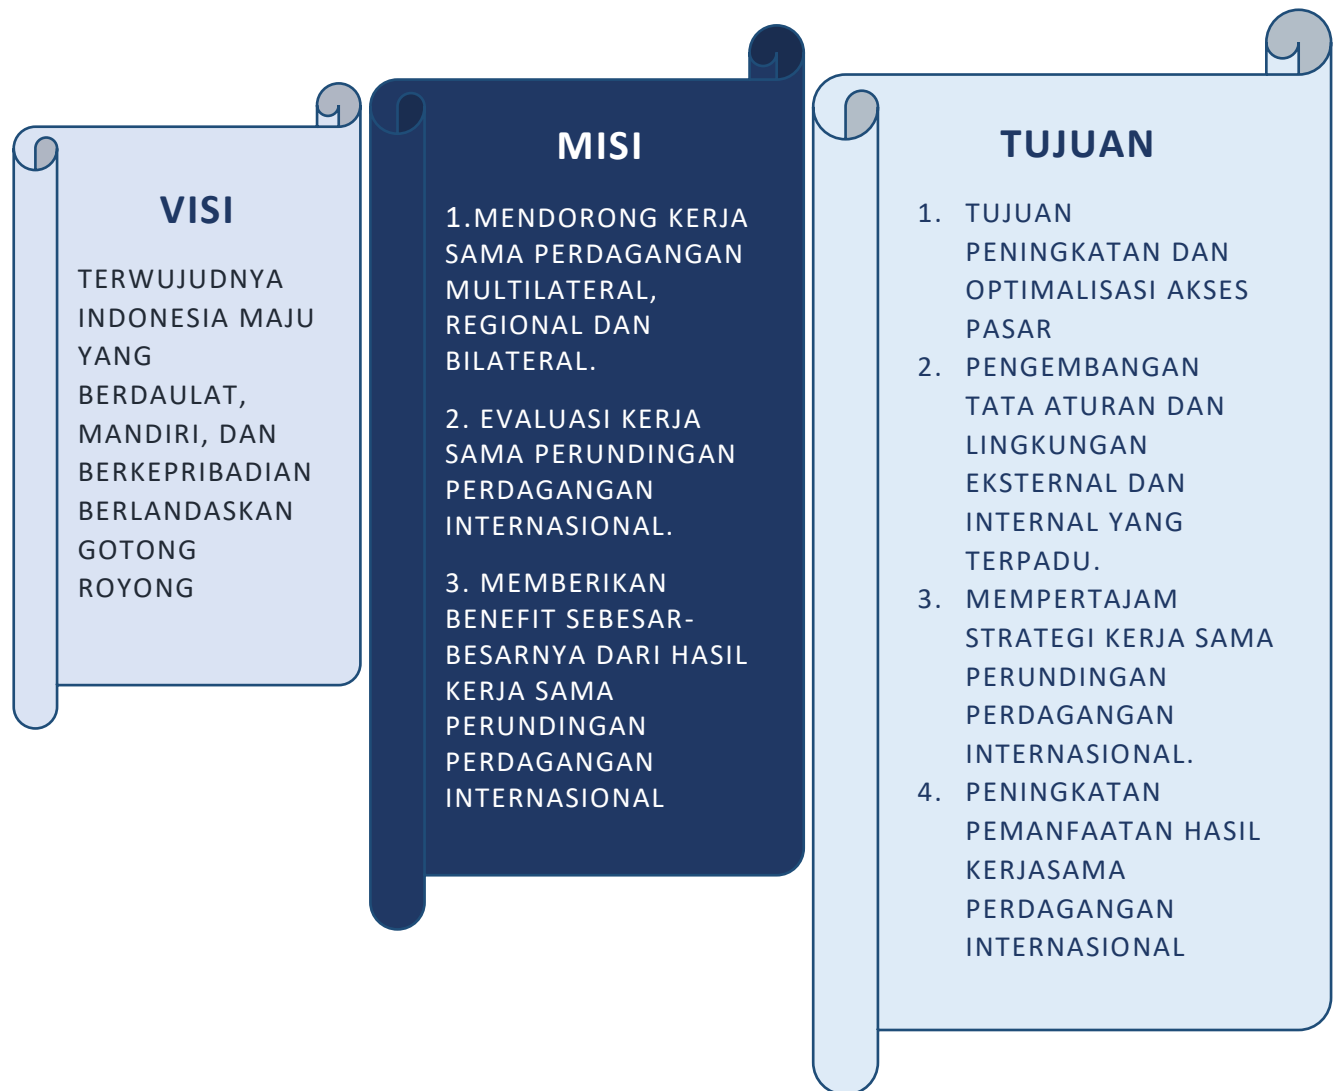 VISI
TERWUJUDNYA
INDONESIA MAJU
YANG
BERDAULAT,
MANDIRI, DAN
BERKEPRIBADIAN
BERLANDASKAN
GOTONG
ROYONG
MISI
1.MENDORONG KERJA
SAMA PERDAGANGAN
MULTILATERAL,
REGIONAL DAN
BILATERAL.
2. EVALUASI KERJA
SAMA PERUNDINGAN
PERDAGANGAN
INTERNASIONAL.
3. MEMBERIKAN
BENEFIT SEBESAR-
BESARNYA DARI HASIL
KERJA SAMA
PERUNDINGAN
PERDAGANGAN
INTERNASIONAL
TUJUAN
1. TUJUAN
PENINGKATAN DAN
OPTIMALISASI AKSES
PASAR
2. PENGEMBANGAN
TATA ATURAN DAN
LINGKUNGAN
EKSTERNAL DAN
INTERNAL YANG
TERPADU.
3. MEMPERTAJAM
STRATEGI KERJA SAMA
PERUNDINGAN
PERDAGANGAN
INTERNASIONAL.
4. PENINGKATAN
PEMANFAATAN HASIL
KERJASAMA
PERDAGANGAN
INTERNASIONAL